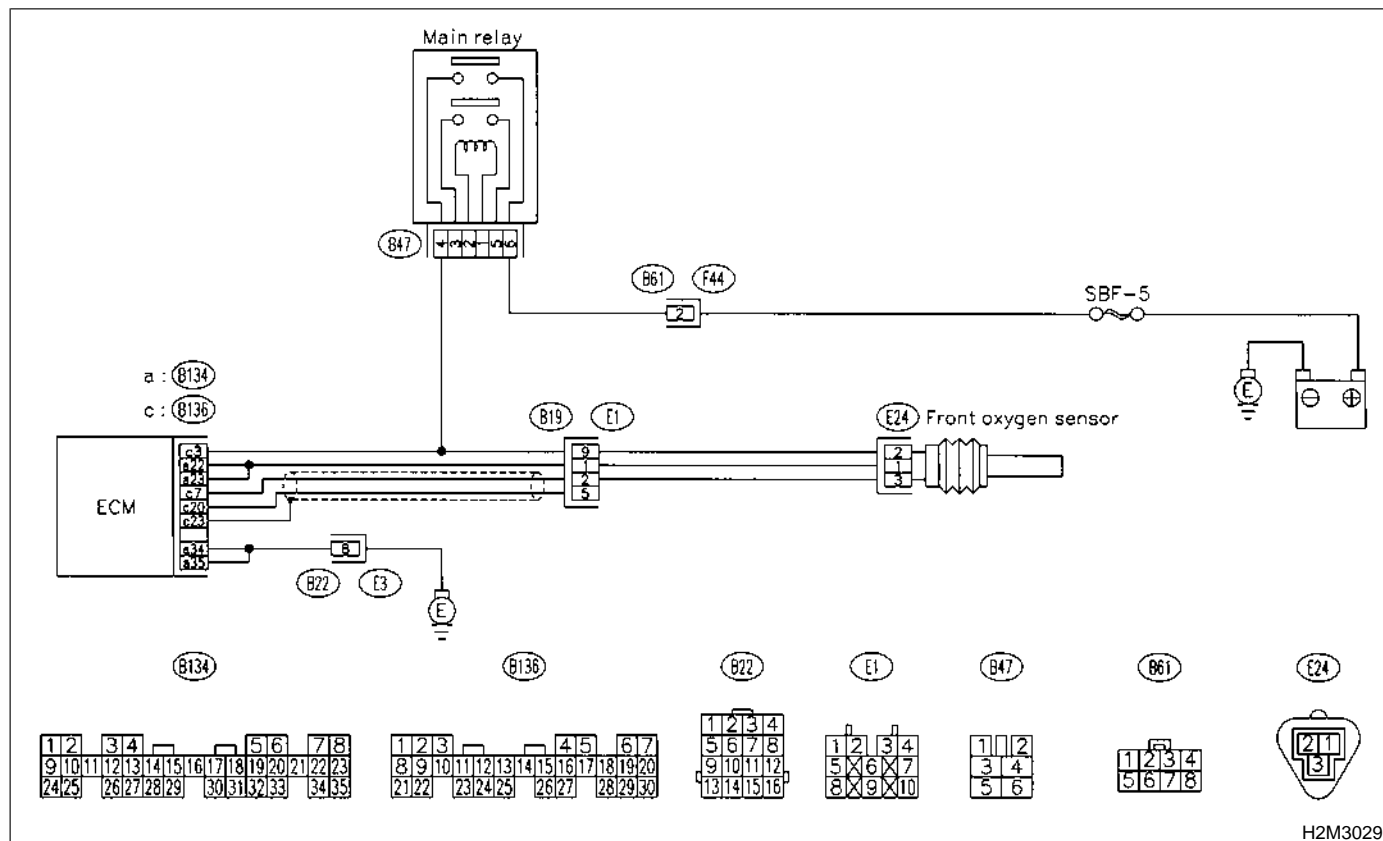 Main relay
B47
4 3 2 1 5 6
B61 F44
2
SBF-5
E
⊖ ⊕
a : B134
c : B136
B19 E1
E24 Front oxygen sensor
ECM
c3
a22
a23
c7
c20
c23
a34
a35
9
1
2
5
2
1
3
8
B22 E3
E
B134 B136 B22 E1 B47 B61 E24
1 2 3 4 5 6 7 8
9 10 11 12 13 14 15 16 17 18 19 20 21 22 23
24 25 26 27 28 29 30 31 32 33 34 35
1 2 3 4 5 6 7
8 9 10 11 12 13 14 15 16 17 18 19 20
21 22 23 24 25 26 27 28 29 30
1 2 3 4
5 6 7 8
9 10 11 12
13 14 15 16
1 2 3 4
5 6 7
8 9 10
1 2
3 4
5 6
1 2 3 4
5 6 7 8
2 1
3
H2M3029